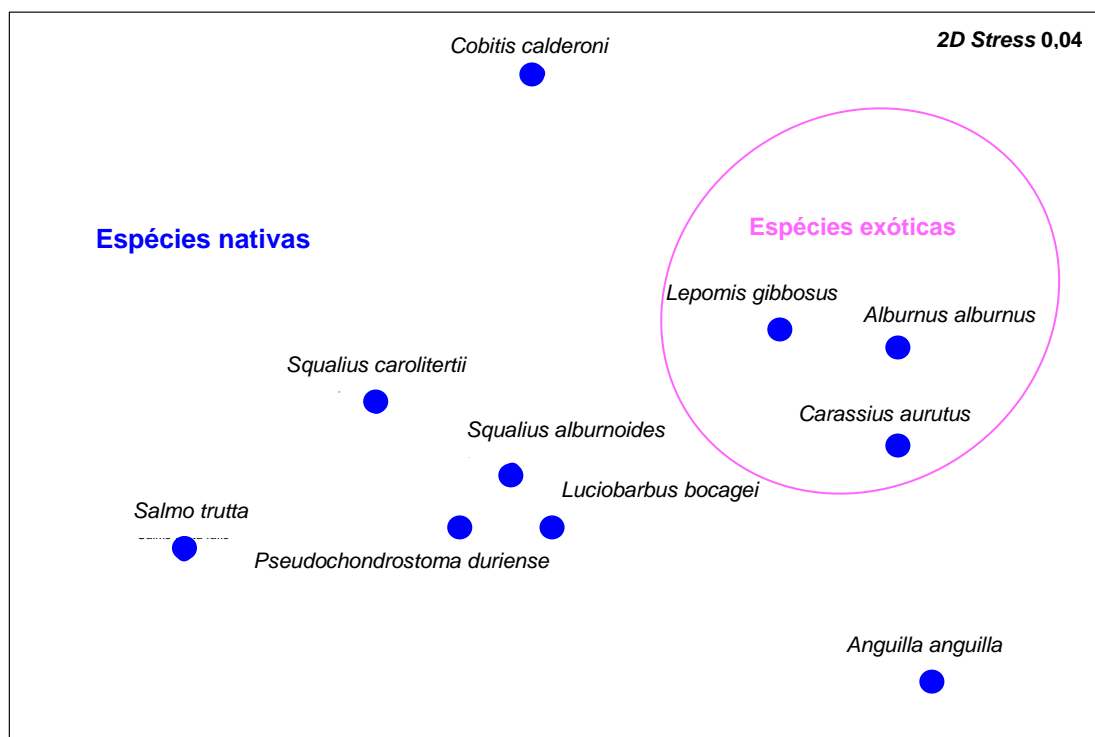 Cobitis calderoni
2D Stress 0,04
Espécies nativas
Espécies exóticas
Lepomis gibbosus
Alburnus alburnus
Squalius carolitertii
Carassius aurutus
Squalius alburnoides
Luciobarbus bocagei
Salmo trutta
Pseudochondrostoma duriense
Anguilla anguilla